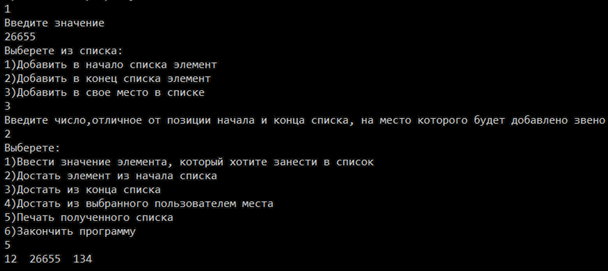 1
Введите значение
26655
Выберете из списка:
1)Добавить в начало списка элемент
2)Добавить в конец списка элемент
3)Добавить в свое место в списке
3
Введите число,отличное от позиции начала и конца списка, на место которого будет добавлено звено
2
Выберете:
1)Ввести значение элемента, который хотите занести в список
2)Достать элемент из начала списка
3)Достать из конца списка
4)Достать из выбранного пользователем места
5)Печать полученного списка
6)Закончить программу
5
12  26655  134